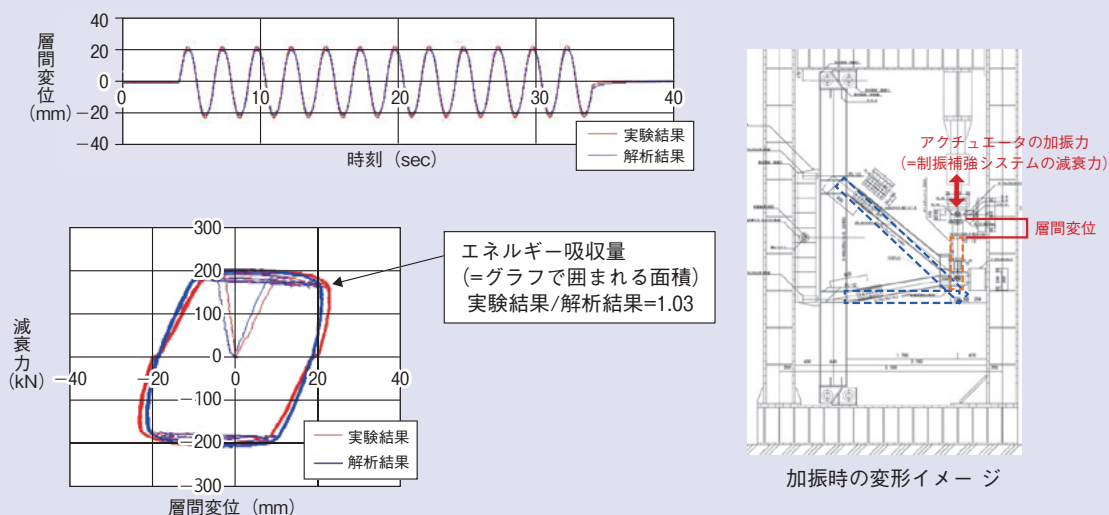 層間変位
(mm)
40
20
0
−20
−40
0
10
20
30
40
時刻 (sec)
実験結果
解析結果
減衰力
(kN)
300
200
100
0
−100
−200
−300
−40
−20
0
20
40
層間変位 (mm)
実験結果
解析結果
エネルギー吸収量
(=グラフで囲まれる面積)
実験結果/解析結果=1.03
アクチュエータの加振力
(=制振補強システムの減衰力)
層間変位
加振時の変形イメージ